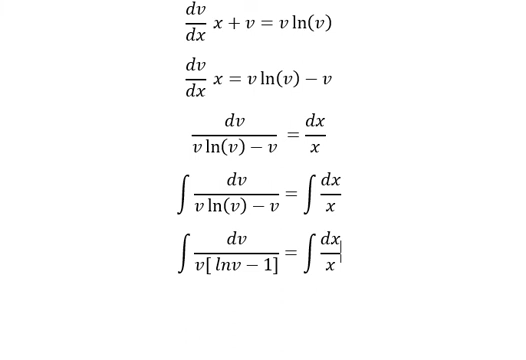 dv/dx x + v = v ln(v)
dv/dx x = v ln(v) − v
dv/(v ln(v) − v) = dx/x
∫ dv/(v ln(v) − v) = ∫ dx/x
∫ dv/(v[ lnv − 1]) = ∫ dx/x